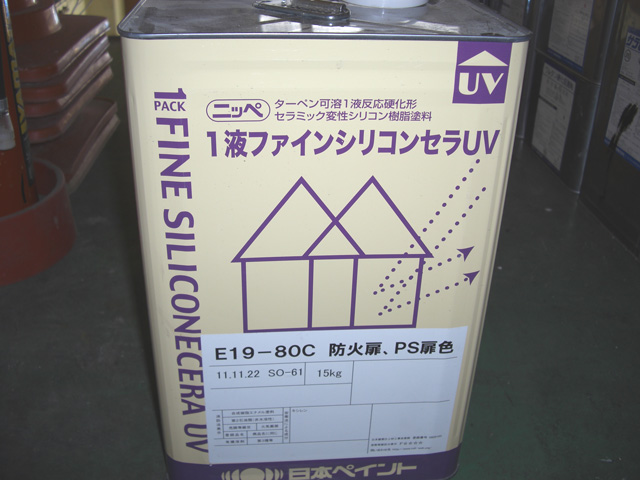 UV
1 PACK FINE SILICONECERA UV
ニッペ
ターペン可溶1液反応硬化形
セラミック変性シリコン樹脂塗料
1液ファインシリコンセラUV
E19-80C 防火扉、PS扉色
11.11.22 SO-61 15kg
日本ペイント